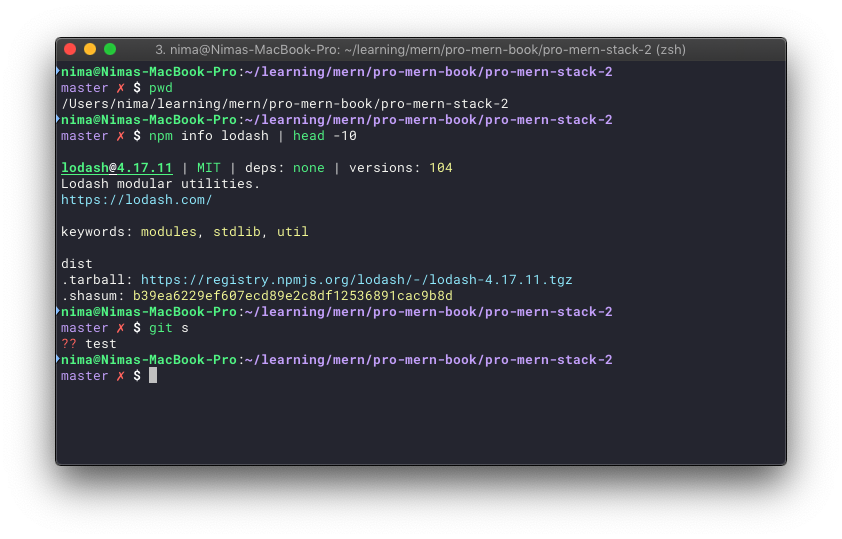 3. nima@Nimas-MacBook-Pro: ~/learning/mern/pro-mern-book/pro-mern-stack-2 (zsh)
nima@Nimas-MacBook-Pro:~/learning/mern/pro-mern-book/pro-mern-stack-2
master ✗ $ pwd
/Users/nima/learning/mern/pro-mern-book/pro-mern-stack-2
nima@Nimas-MacBook-Pro:~/learning/mern/pro-mern-book/pro-mern-stack-2
master ✗ $ npm info lodash | head -10
lodash@4.17.11 | MIT | deps: none | versions: 104
Lodash modular utilities.
https://lodash.com/
keywords: modules, stdlib, util
dist
.tarball: https://registry.npmjs.org/lodash/-/lodash-4.17.11.tgz
.shasum: b39ea6229ef607ecd89e2c8df12536891cac9b8d
nima@Nimas-MacBook-Pro:~/learning/mern/pro-mern-book/pro-mern-stack-2
master ✗ $ git s
?? test
nima@Nimas-MacBook-Pro:~/learning/mern/pro-mern-book/pro-mern-stack-2
master ✗ $